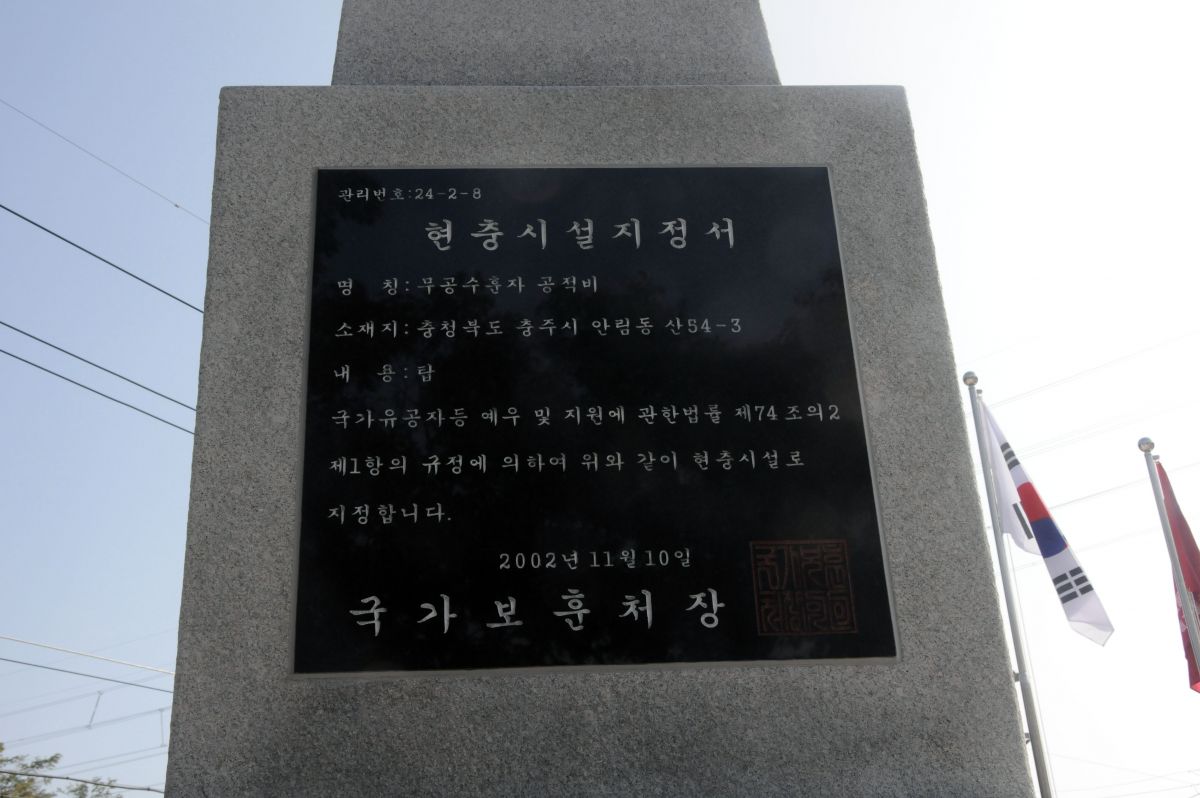 관리번호:24-2-8
현충시설지정서
명 칭:무공수훈자 공적비
소재지:충청북도 충주시 안림동 산54-3
내 용:탑
국가유공자등 예우 및 지원에 관한법률 제74조의2
제1항의 규정에 의하여 위와 같이 현충시설로
지정합니다.
2002년 11월 10일
국가보훈처장